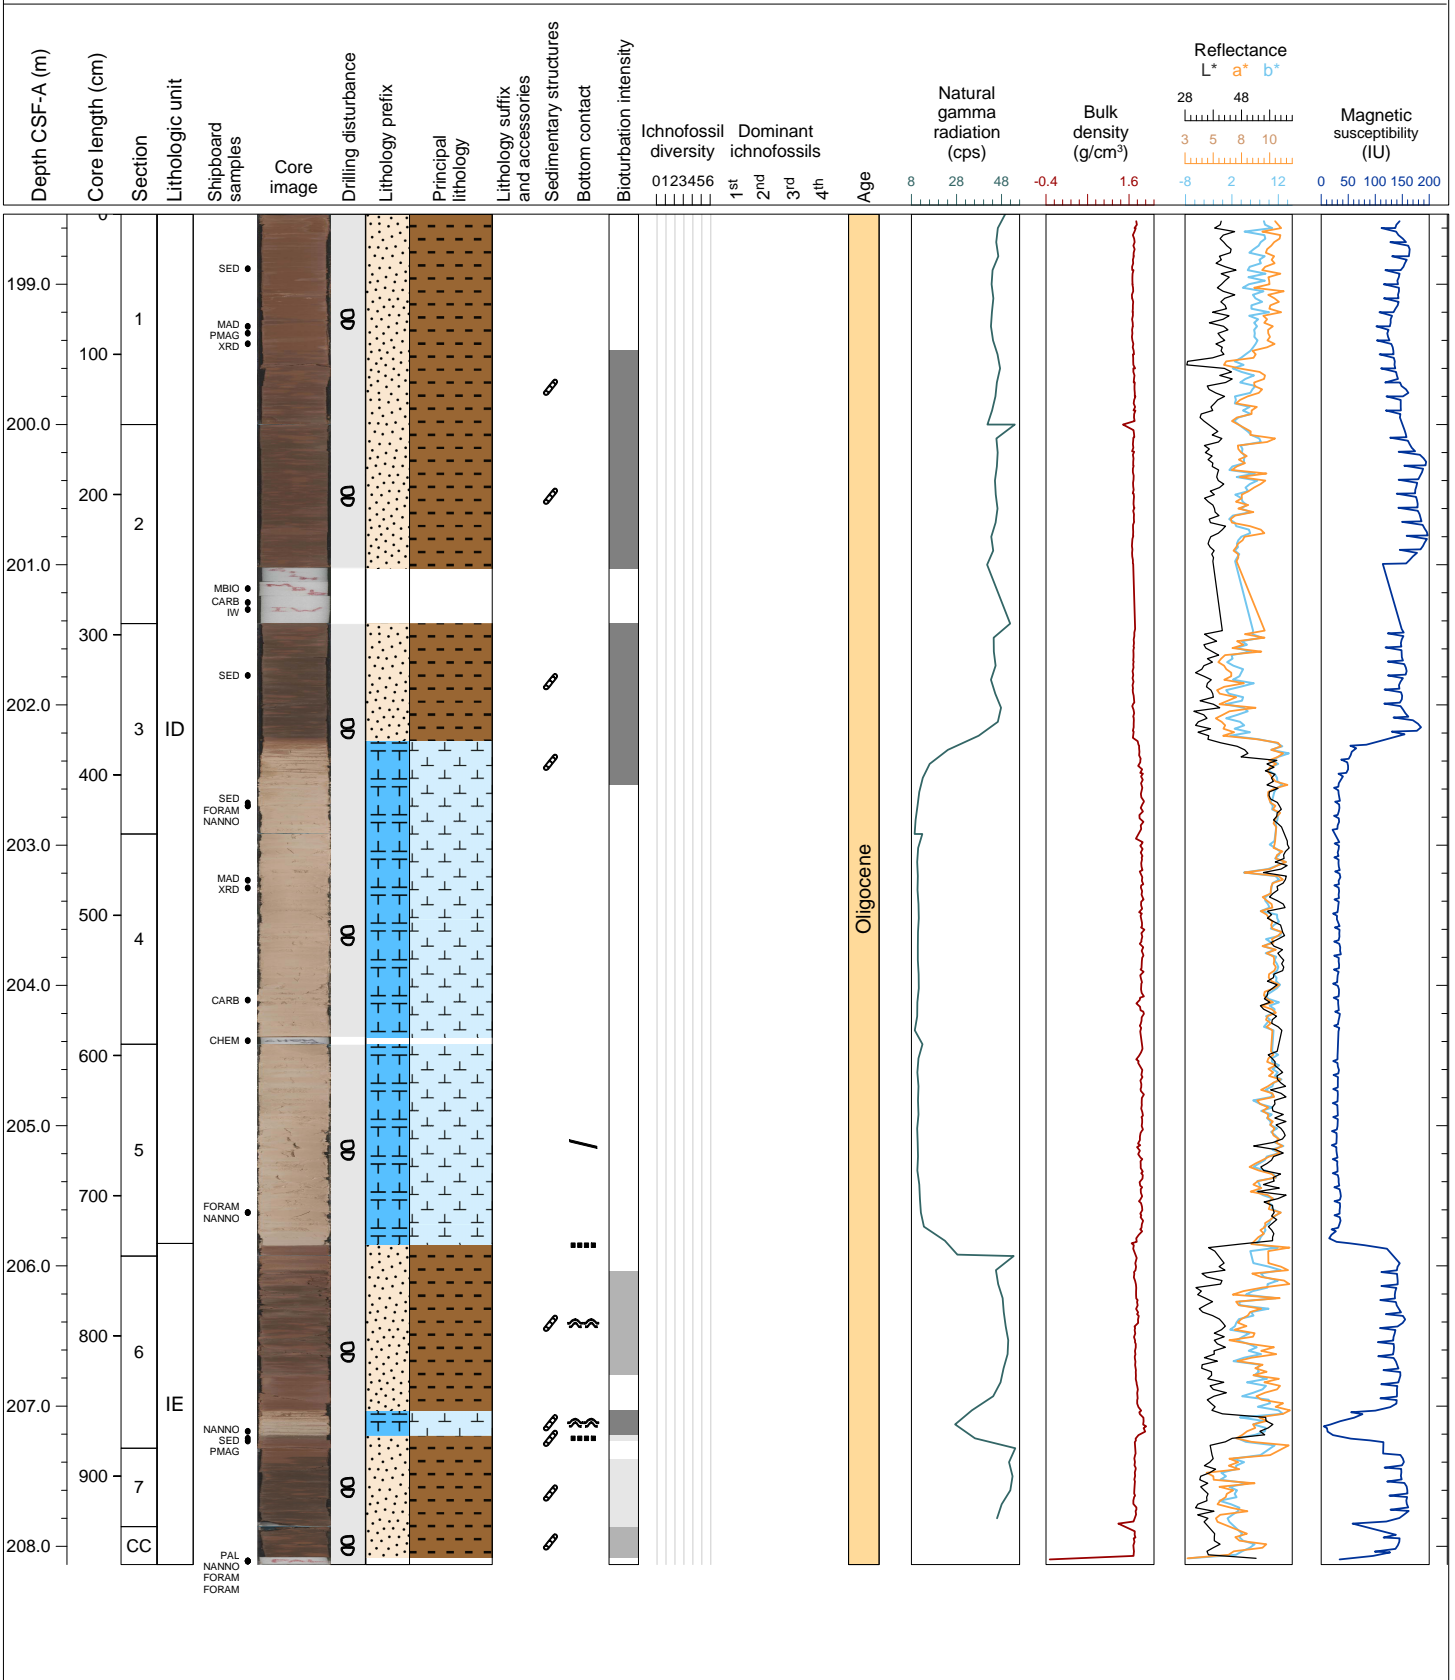 Depth CSF-A (m)
Core length (cm)
Section
Lithologic unit
Shipboard
samples
Core
image
Drilling disturbance
Lithology prefix
Principal
lithology
Lithology suffix
and accessories
Sedimentary structures
Bottom contact
Bioturbation intensity
Ichnofossil
diversity
0123456
Dominant
ichnofossils
1st
2nd
3rd
4th
Age
Natural
gamma
radiation
(cps)
8 28 48
Bulk
density
(g/cm³)
-0.4 1.6
Reflectance
L* a* b*
28 48
3 5 8 10
-8 2 12
Magnetic
susceptibility
(IU)
0 50 100 150 200
0
SED
199.0
1
MAD
PMAG
XRD
100
200.0
200
2
201.0
MBIO
CARB
IW
300
SED
202.0
3
ID
400
SED
FORAM
NANNO
203.0
Oligocene
MAD
XRD
500
4
204.0
CARB
CHEM
600
205.0
5
700
FORAM
NANNO
206.0
800
6
207.0
IE
NANNO
SED
PMAG
900
7
208.0
CC
PAL
NANNO
FORAM
FORAM